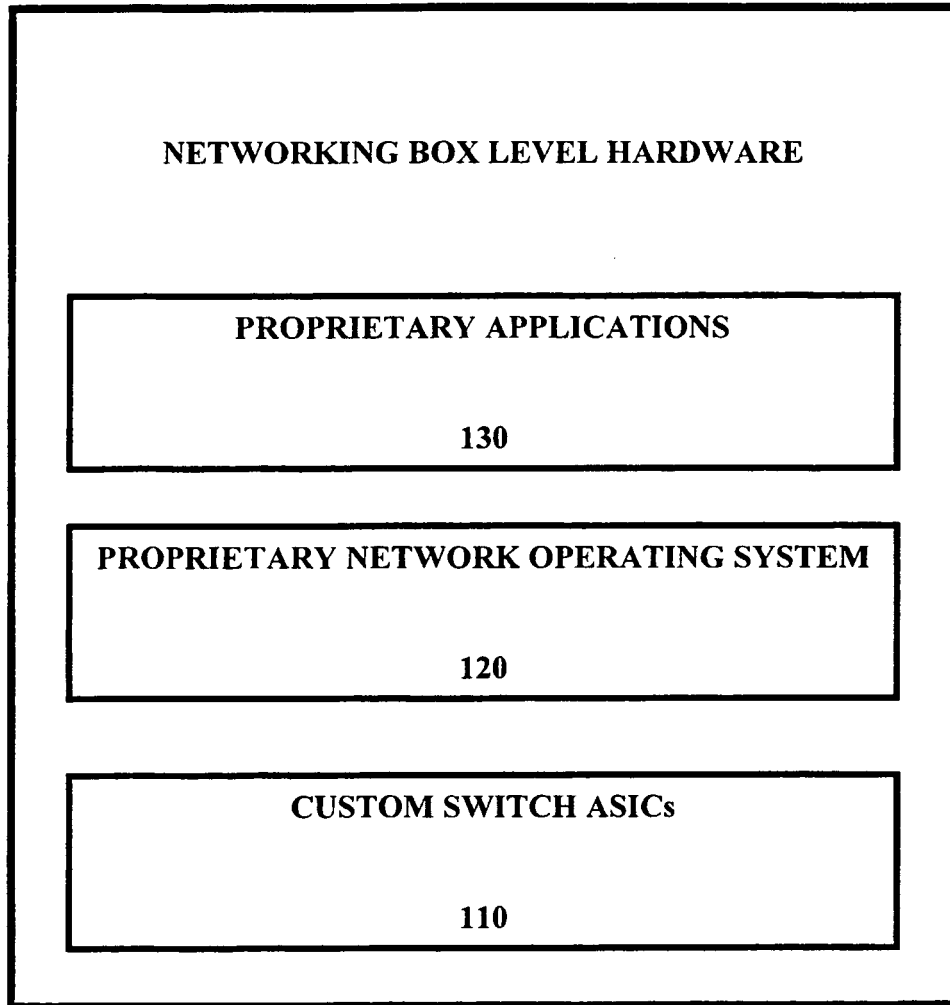 NETWORKING BOX LEVEL HARDWARE
PROPRIETARY APPLICATIONS
130
PROPRIETARY NETWORK OPERATING SYSTEM
120
CUSTOM SWITCH ASICs
110